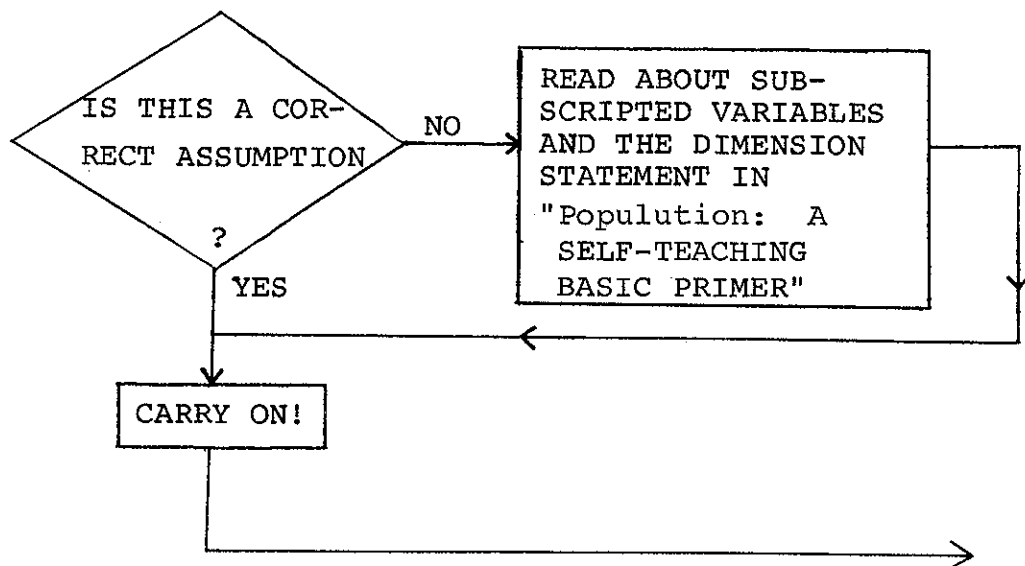 IS THIS A COR-
RECT ASSUMPTION
?
NO
YES
READ ABOUT SUB-
SCRIPTED VARIABLES
AND THE DIMENSION
STATEMENT IN
"Populution: A
SELF-TEACHING
BASIC PRIMER"
CARRY ON!